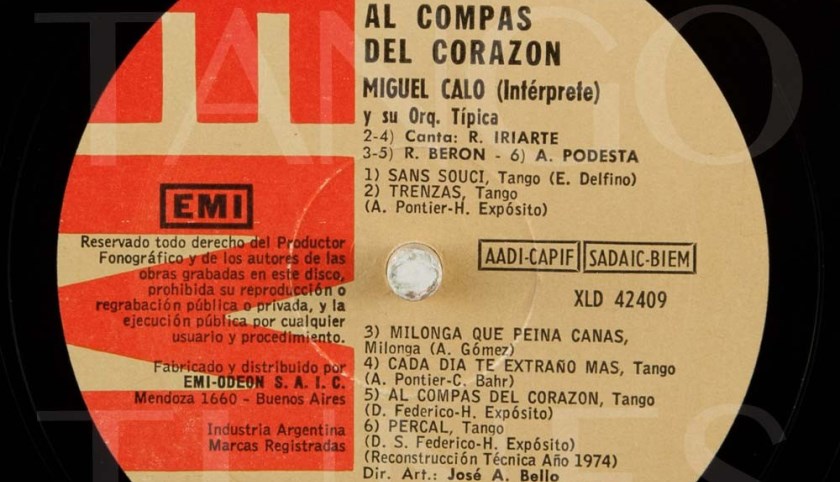 TANGO
AL COMPAS
DEL CORAZON
MIGUEL CALO (Intérprete)
y su Orq. Típica
2-4) Canta: R. IRIARTE
3-5) R. BERON - 6) A. PODESTA
1) SANS SOUCI, Tango (E. Delfino)
2) TRENZAS, Tango
(A. Pontier-H. Expósito)
EMI
Reservado todo derecho del Productor
Fonográfico y de los autores de las
obras grabadas en este disco,
prohibida su reproducción o
regrabación pública o privada, y la
ejecución pública por cualquier
usuario y procedimiento.
Fabricado y distribuido por
EMI-ODEON S. A. I. C.
Mendoza 1660 - Buenos Aires
Industria Argentina
Marcas Registradas
AADI-CAPIF SADAIC-BIEM
XLD 42409
3) MILONGA QUE PEINA CANAS,
Milonga (A. Gómez)
4) CADA DIA TE EXTRAÑO MAS, Tango
(A. Pontier-C. Bahr)
5) AL COMPAS DEL CORAZON, Tango
(D. Federico-H. Expósito)
6) PERCAL, Tango
(D. S. Federico-H. Expósito)
(Reconstrucción Técnica Año 1974)
Dir. Art.: José A. Bello